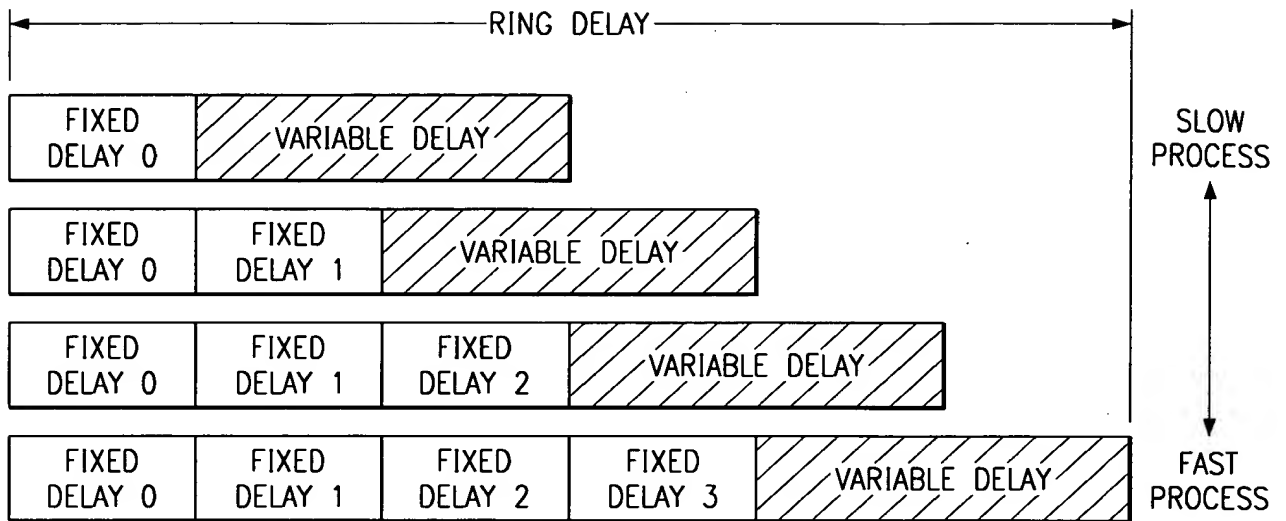 RING DELAY
FIXED
DELAY 0
VARIABLE DELAY
SLOW
PROCESS
FIXED
DELAY 0
FIXED
DELAY 1
VARIABLE DELAY
FIXED
DELAY 0
FIXED
DELAY 1
FIXED
DELAY 2
VARIABLE DELAY
FIXED
DELAY 0
FIXED
DELAY 1
FIXED
DELAY 2
FIXED
DELAY 3
VARIABLE DELAY
FAST
PROCESS